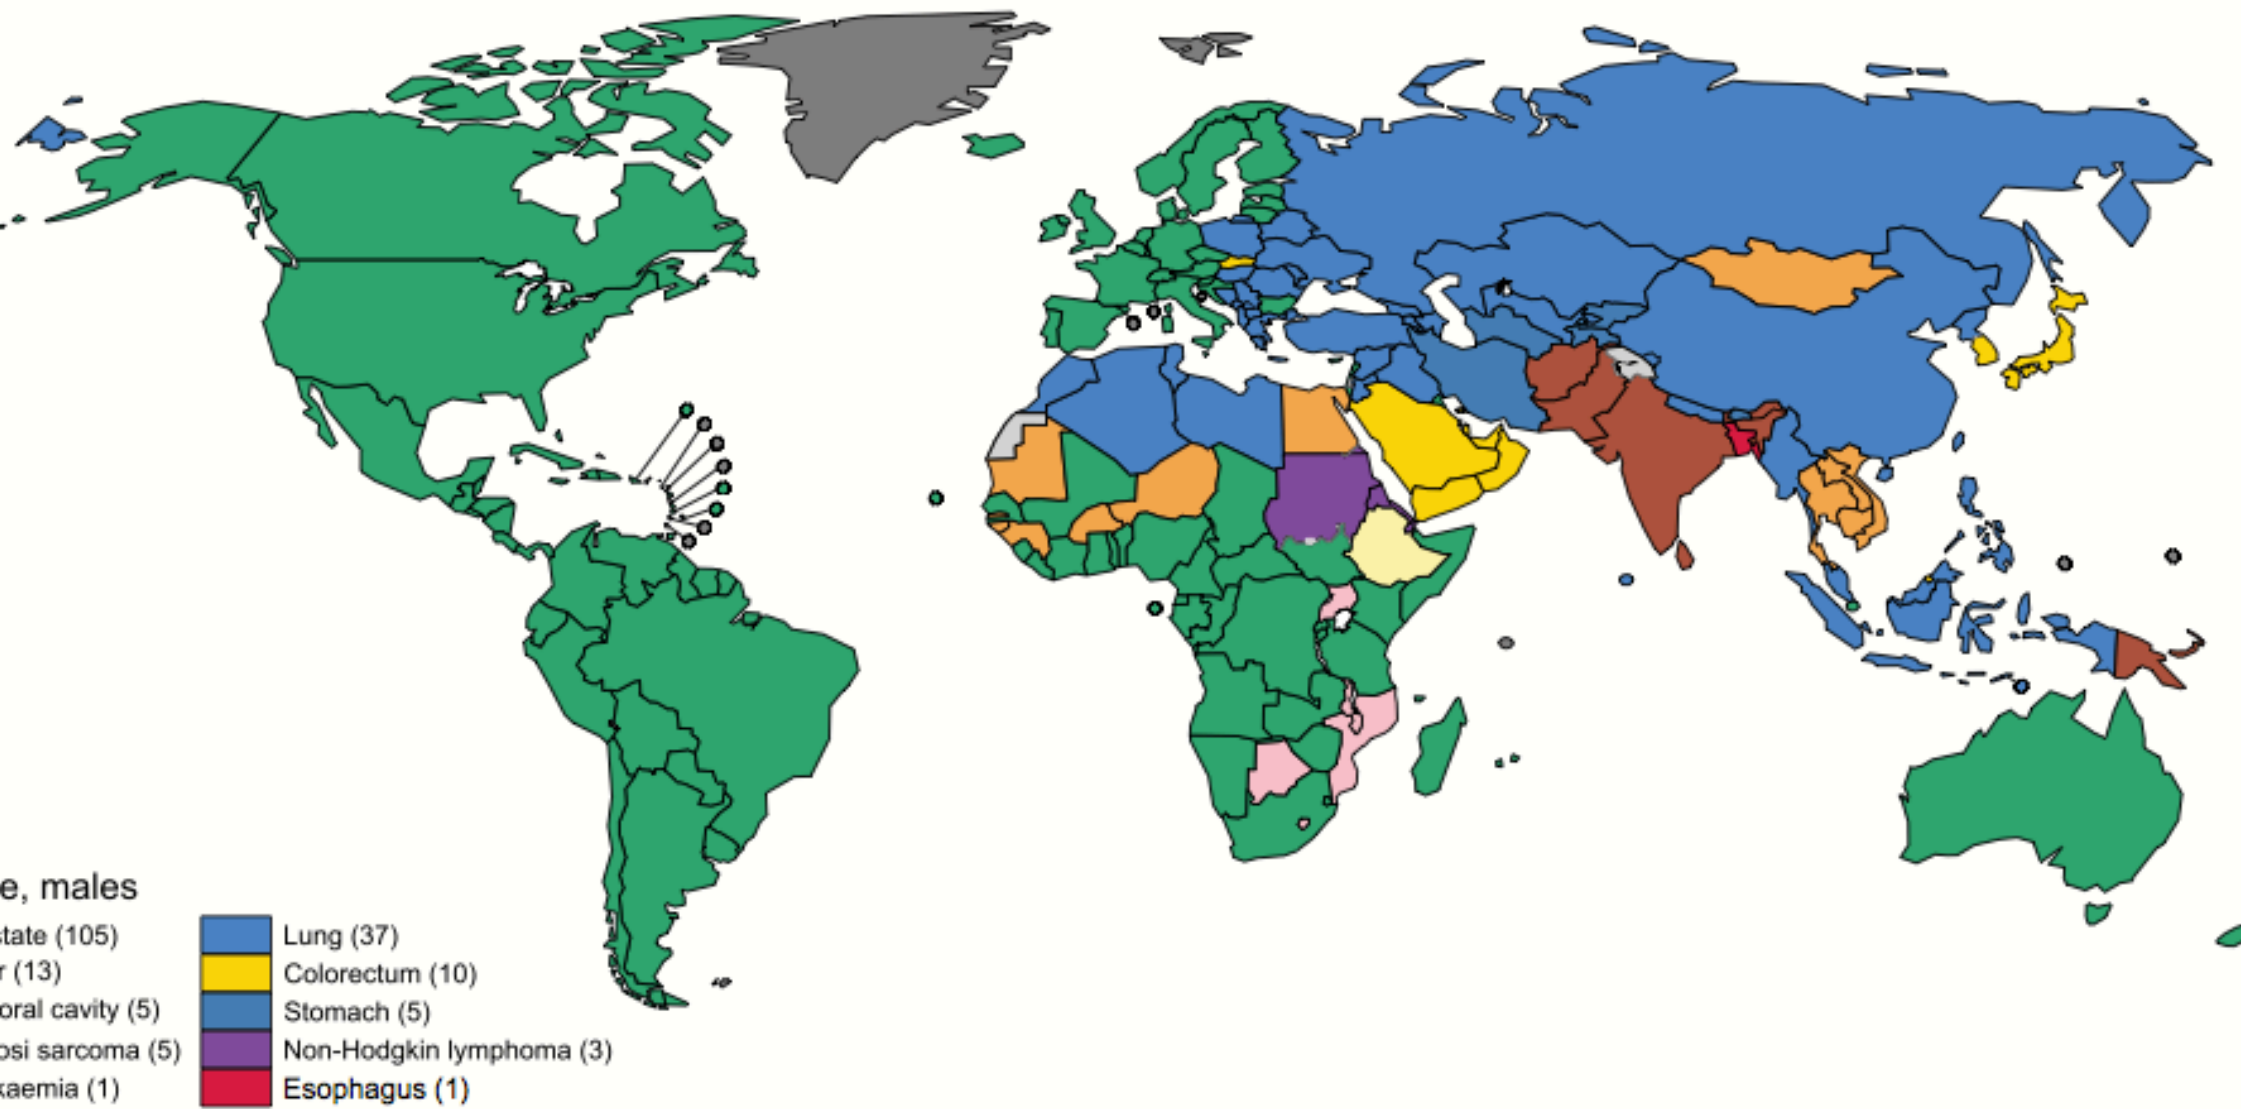 e, males
state (105)
r (13)
oral cavity (5)
osi sarcoma (5)
kaemia (1)
Lung (37)
Colorectum (10)
Stomach (5)
Non-Hodgkin lymphoma (3)
Esophagus (1)